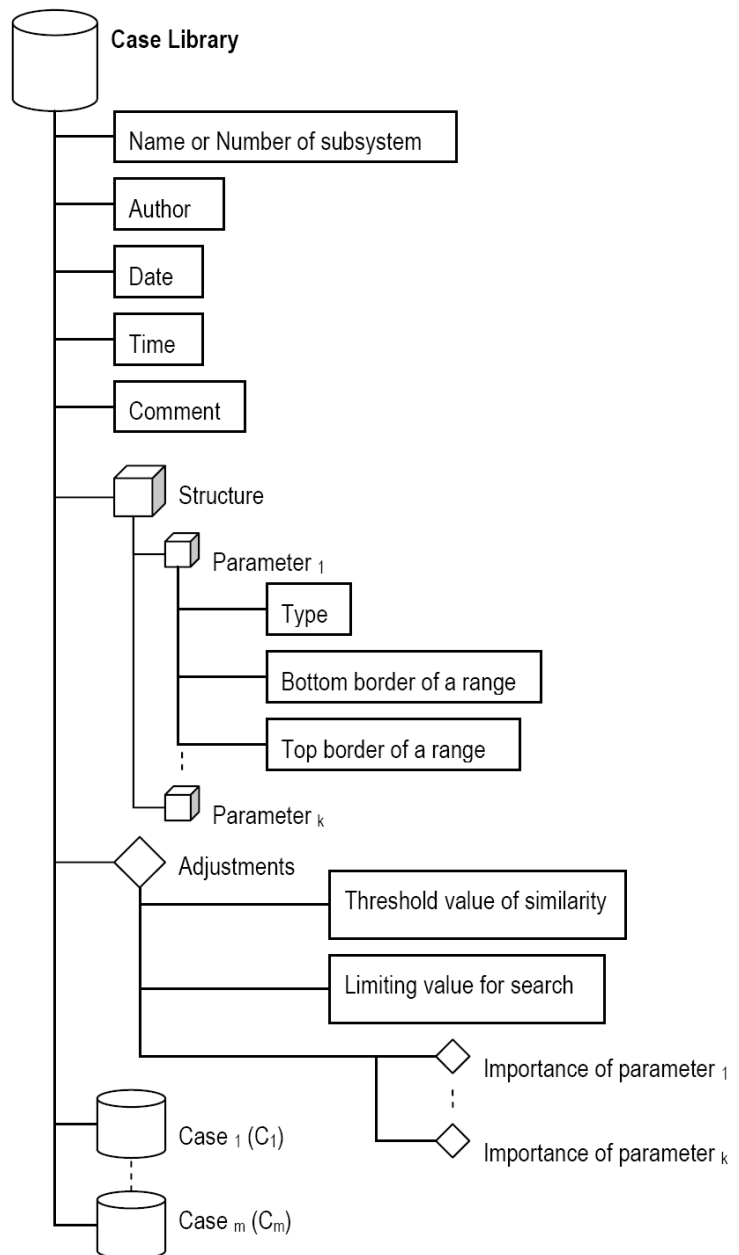 Case Library
Name or Number of subsystem
Author
Date
Time
Comment
Structure
Parameter 1
Type
Bottom border of a range
Top border of a range
Parameter k
Adjustments
Threshold value of similarity
Limiting value for search
Importance of parameter 1
Importance of parameter k
Case 1 (C1)
Case m (Cm)